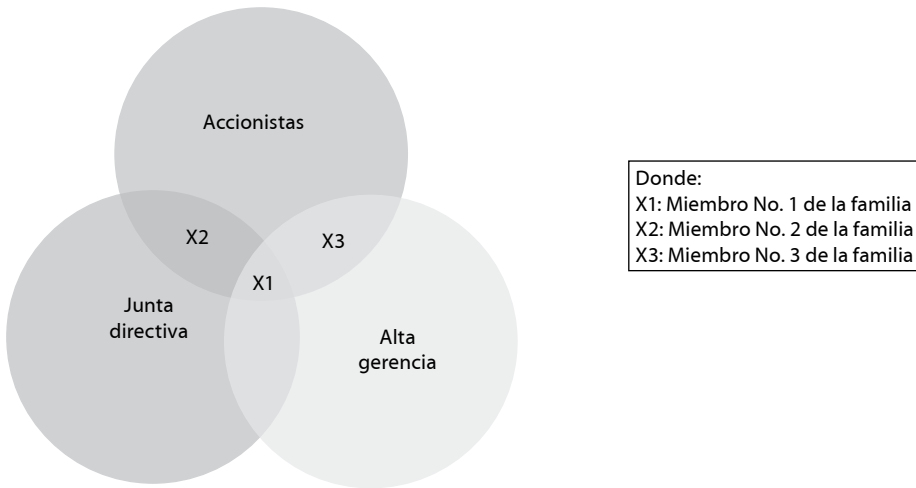 Accionistas
X2
X3
X1
Junta
directiva
Alta
gerencia
Donde:
X1: Miembro No. 1 de la familia
X2: Miembro No. 2 de la familia
X3: Miembro No. 3 de la familia